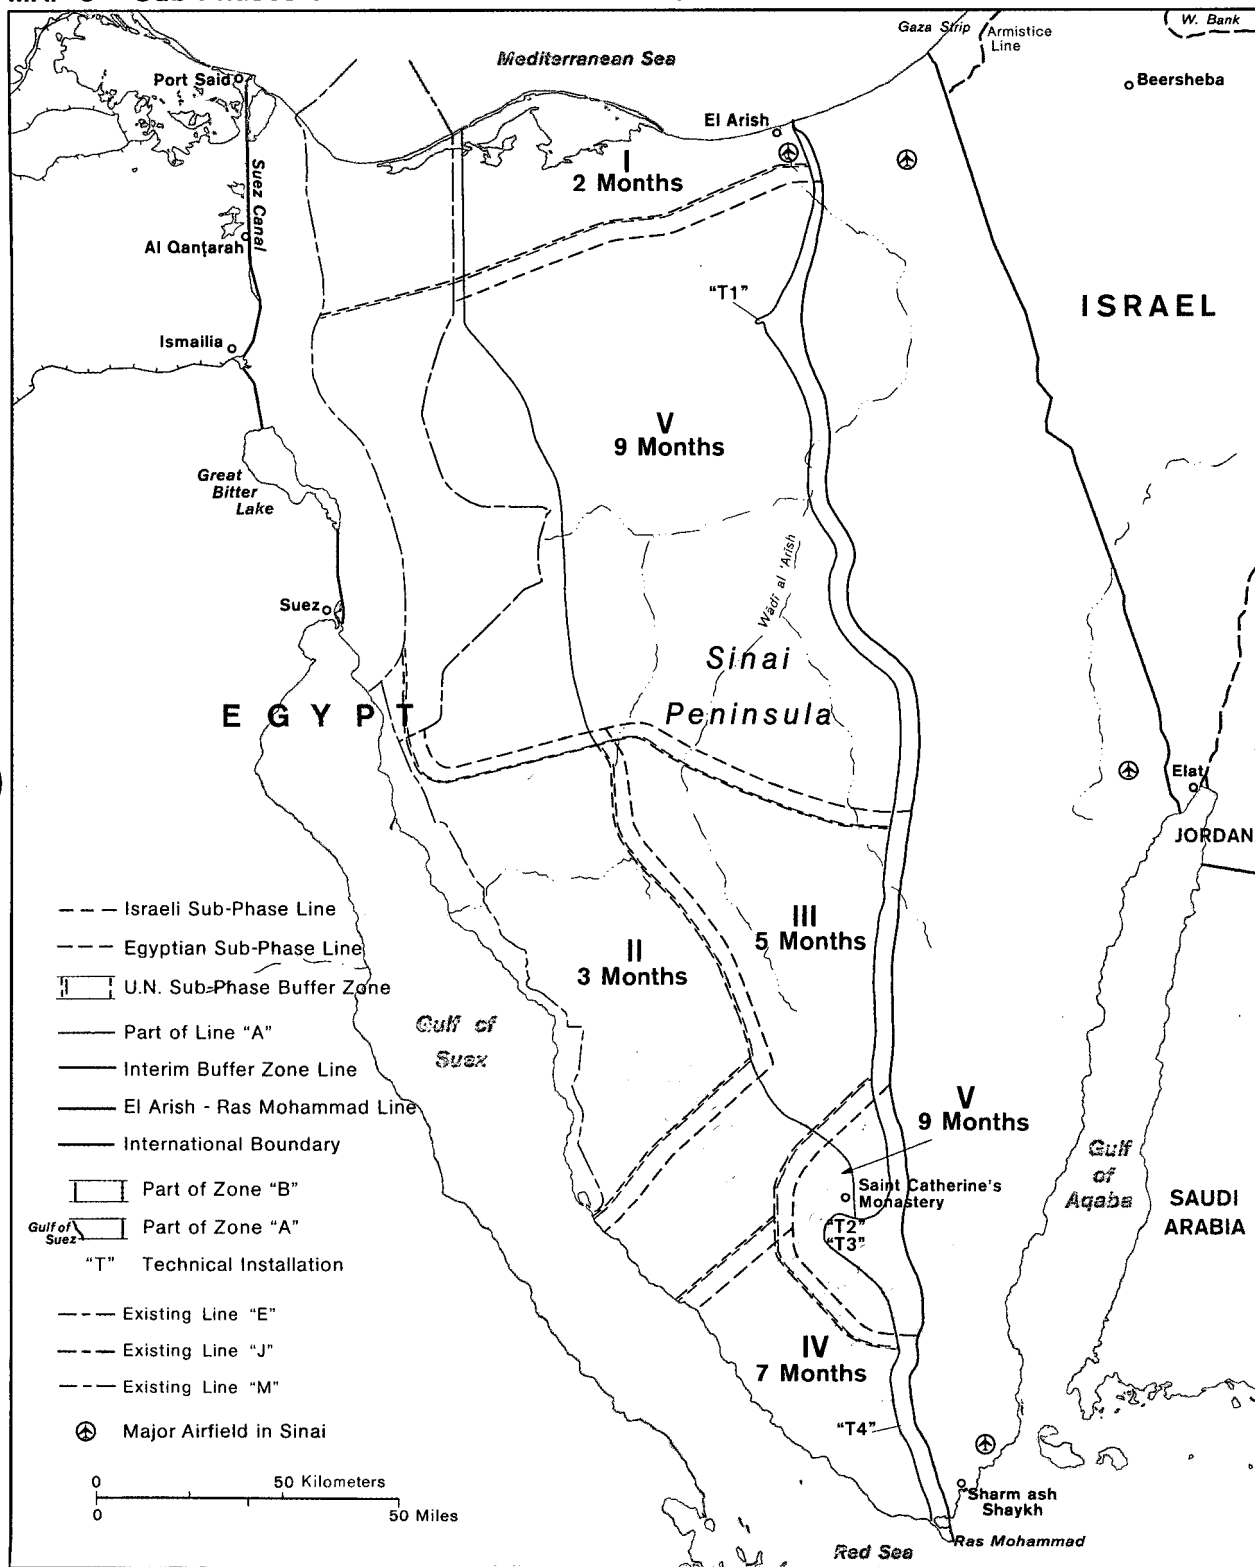 Gaza Strip
Armistice
Line
W. Bank
Mediterranean Sea
Port Said
Beersheba
El Arish
I
2 Months
Suez Canal
Al Qanṭarah
"T1"
ISRAEL
Ismailia
V
9 Months
Great
Bitter
Lake
Wādī al 'Arīsh
Suez
Sinai
Peninsula
EGYPT
Elat
JORDAN
III
5 Months
II
3 Months
Gulf of
Suez
V
9 Months
Gulf
of
Aqaba
Saint Catherine's
Monastery
SAUDI
ARABIA
"T2"
"T3"
IV
7 Months
"T4"
Sharm ash
Shaykh
Ras Mohammad
Red Sea
Israeli Sub-Phase Line
Egyptian Sub-Phase Line
U.N. Sub-Phase Buffer Zone
Part of Line "A"
Interim Buffer Zone Line
El Arish - Ras Mohammad Line
International Boundary
Part of Zone "B"
Gulf of
Suez
Part of Zone "A"
"T" Technical Installation
Existing Line "E"
Existing Line "J"
Existing Line "M"
Major Airfield in Sinai
0 50 Kilometers
0 50 Miles